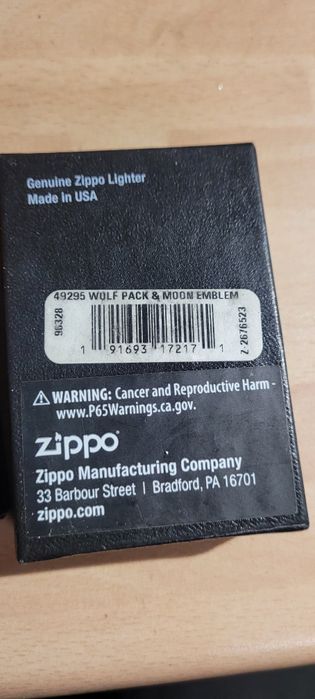 Genuine Zippo Lighter
Made in USA
49295 WOLF PACK & MOON EMBLEM
96328
1 91693 17217 1
Z-2676523
WARNING: Cancer and Reproductive Harm -
www.P65Warnings.ca.gov.
zippo
Zippo Manufacturing Company
33 Barbour Street | Bradford, PA 16701
zippo.com